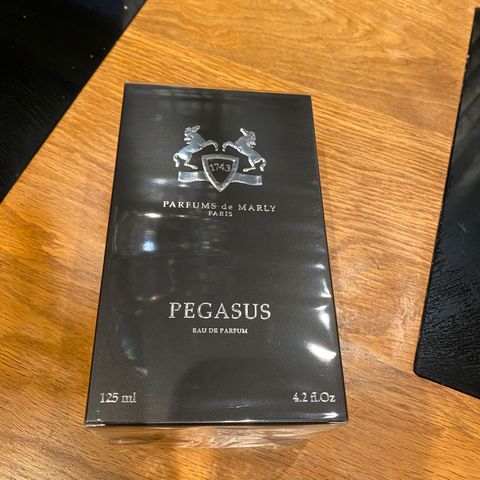 1743
PARFUMS de MARLY
PARIS
PEGASUS
EAU DE PARFUM
125 ml 4.2 fl.Oz